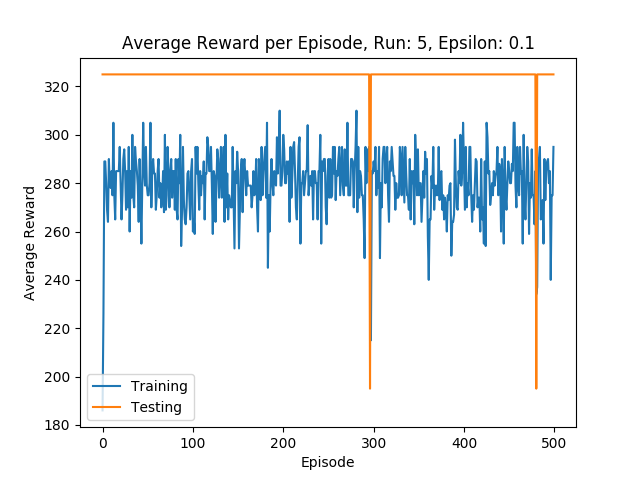 Average Reward per Episode, Run: 5, Epsilon: 0.1
320
300
280
260
240
220
200
180
Average Reward
Training
Testing
0
100
200
300
400
500
Episode